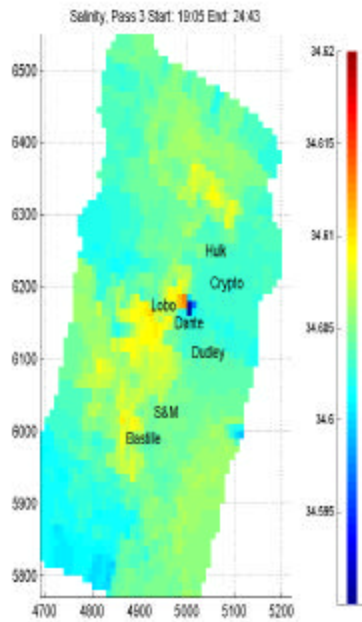 Salinity, Pass 3 Start: 19:05 End: 24:43
6500
6400
6300
6200
6100
6000
5900
5800
4700 4800 4900 5000 5100 5200
Hulk
Crypto
Lobo
Dante
Dudley
S&M
Bastille
34.62
34.615
34.61
34.605
34.6
34.595